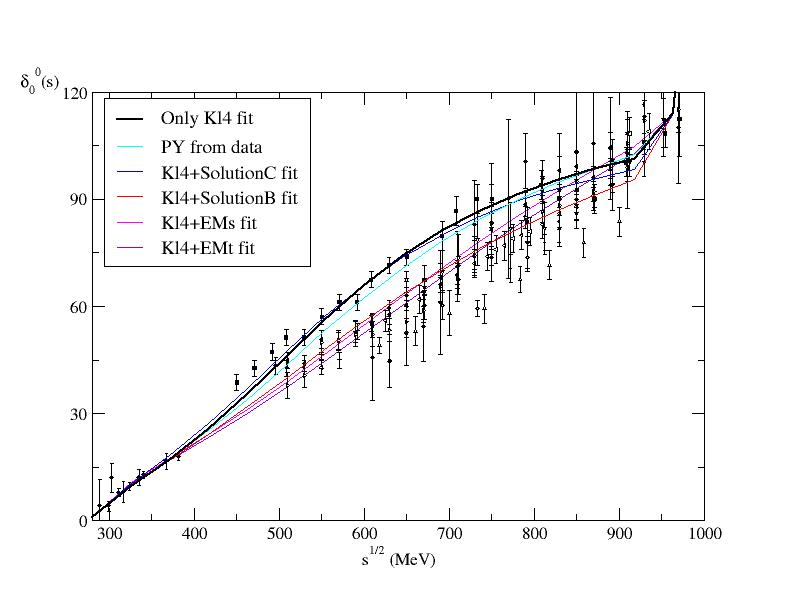 δ₀⁰(s)
120
Only Kl4 fit
PY from data
Kl4+SolutionC fit
Kl4+SolutionB fit
Kl4+EMs fit
Kl4+EMt fit
90
60
30
0
300 400 500 600 700 800 900 1000
s^1/2 (MeV)